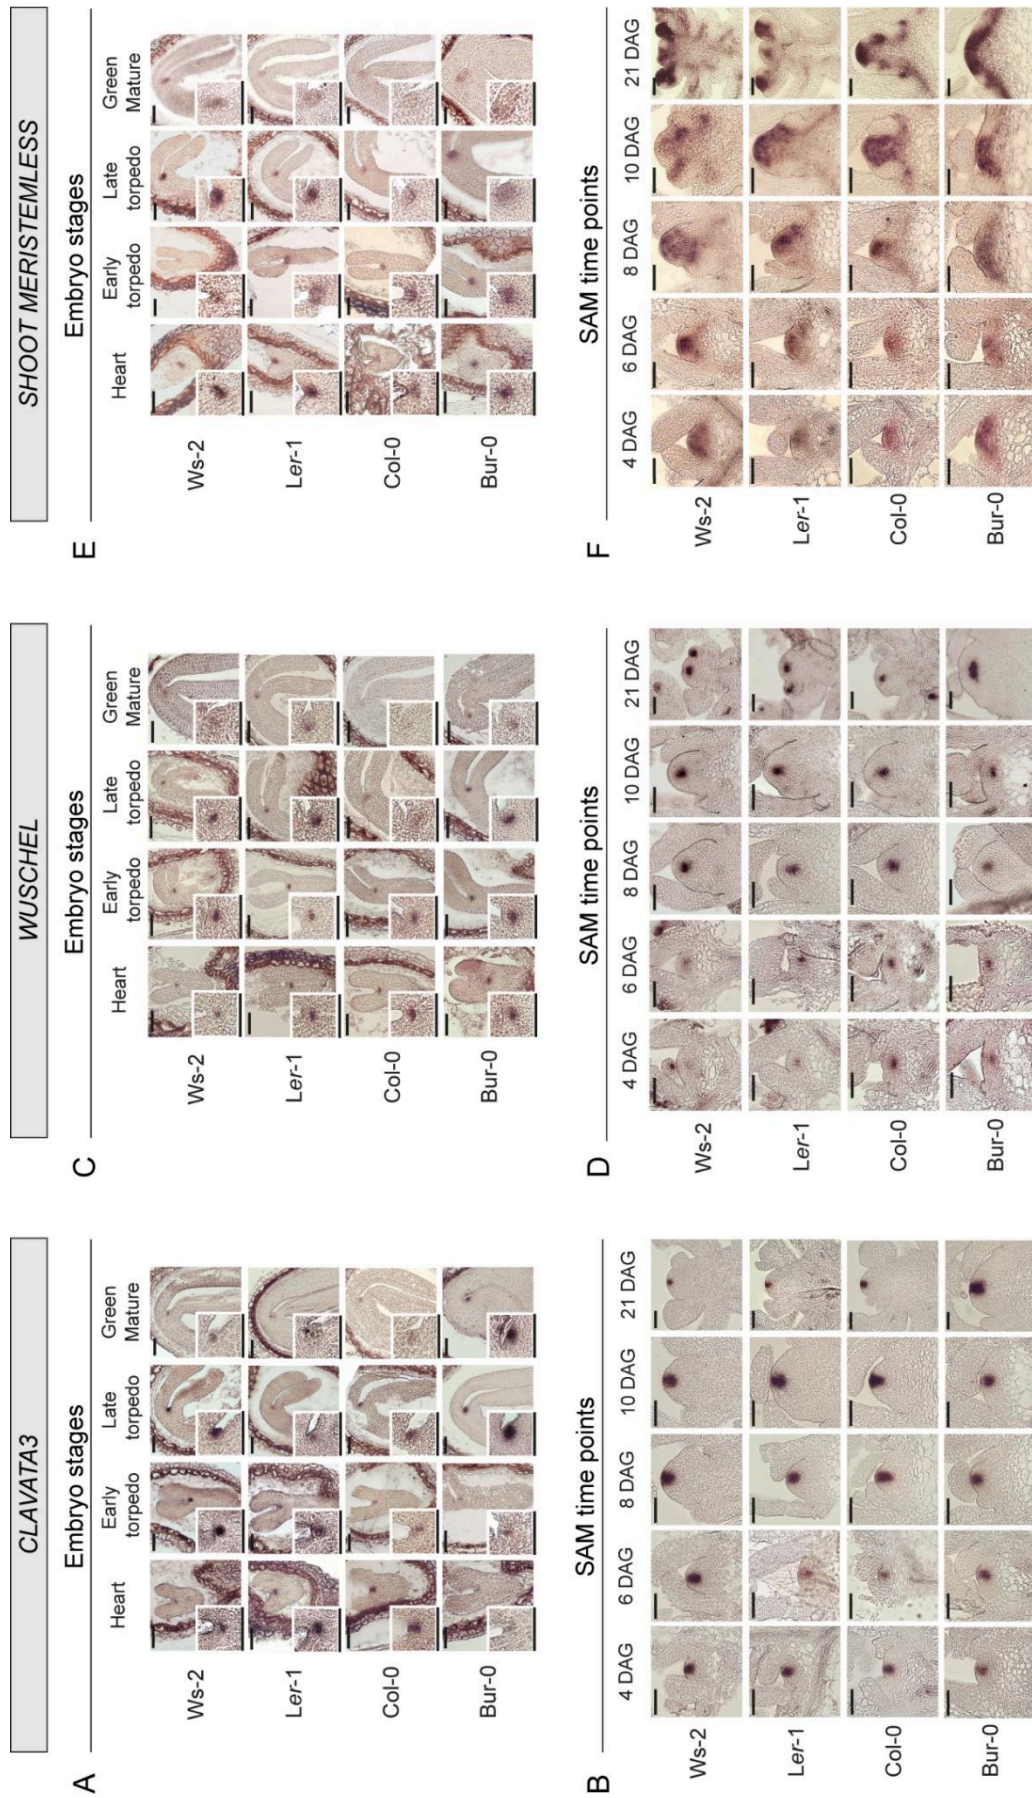 CLAVATA3
A
Embryo stages
Heart
Early
torpedo
Late
torpedo
Green
Mature
Ws-2
Ler-1
Col-0
Bur-0
B
SAM time points
4 DAG
6 DAG
8 DAG
10 DAG
21 DAG
Ws-2
Ler-1
Col-0
Bur-0
WUSCHEL
C
Embryo stages
Heart
Early
torpedo
Late
torpedo
Green
Mature
Ws-2
Ler-1
Col-0
Bur-0
D
SAM time points
4 DAG
6 DAG
8 DAG
10 DAG
21 DAG
Ws-2
Ler-1
Col-0
Bur-0
SHOOT MERISTEMLESS
E
Embryo stages
Heart
Early
torpedo
Late
torpedo
Green
Mature
Ws-2
Ler-1
Col-0
Bur-0
F
SAM time points
4 DAG
6 DAG
8 DAG
10 DAG
21 DAG
Ws-2
Ler-1
Col-0
Bur-0